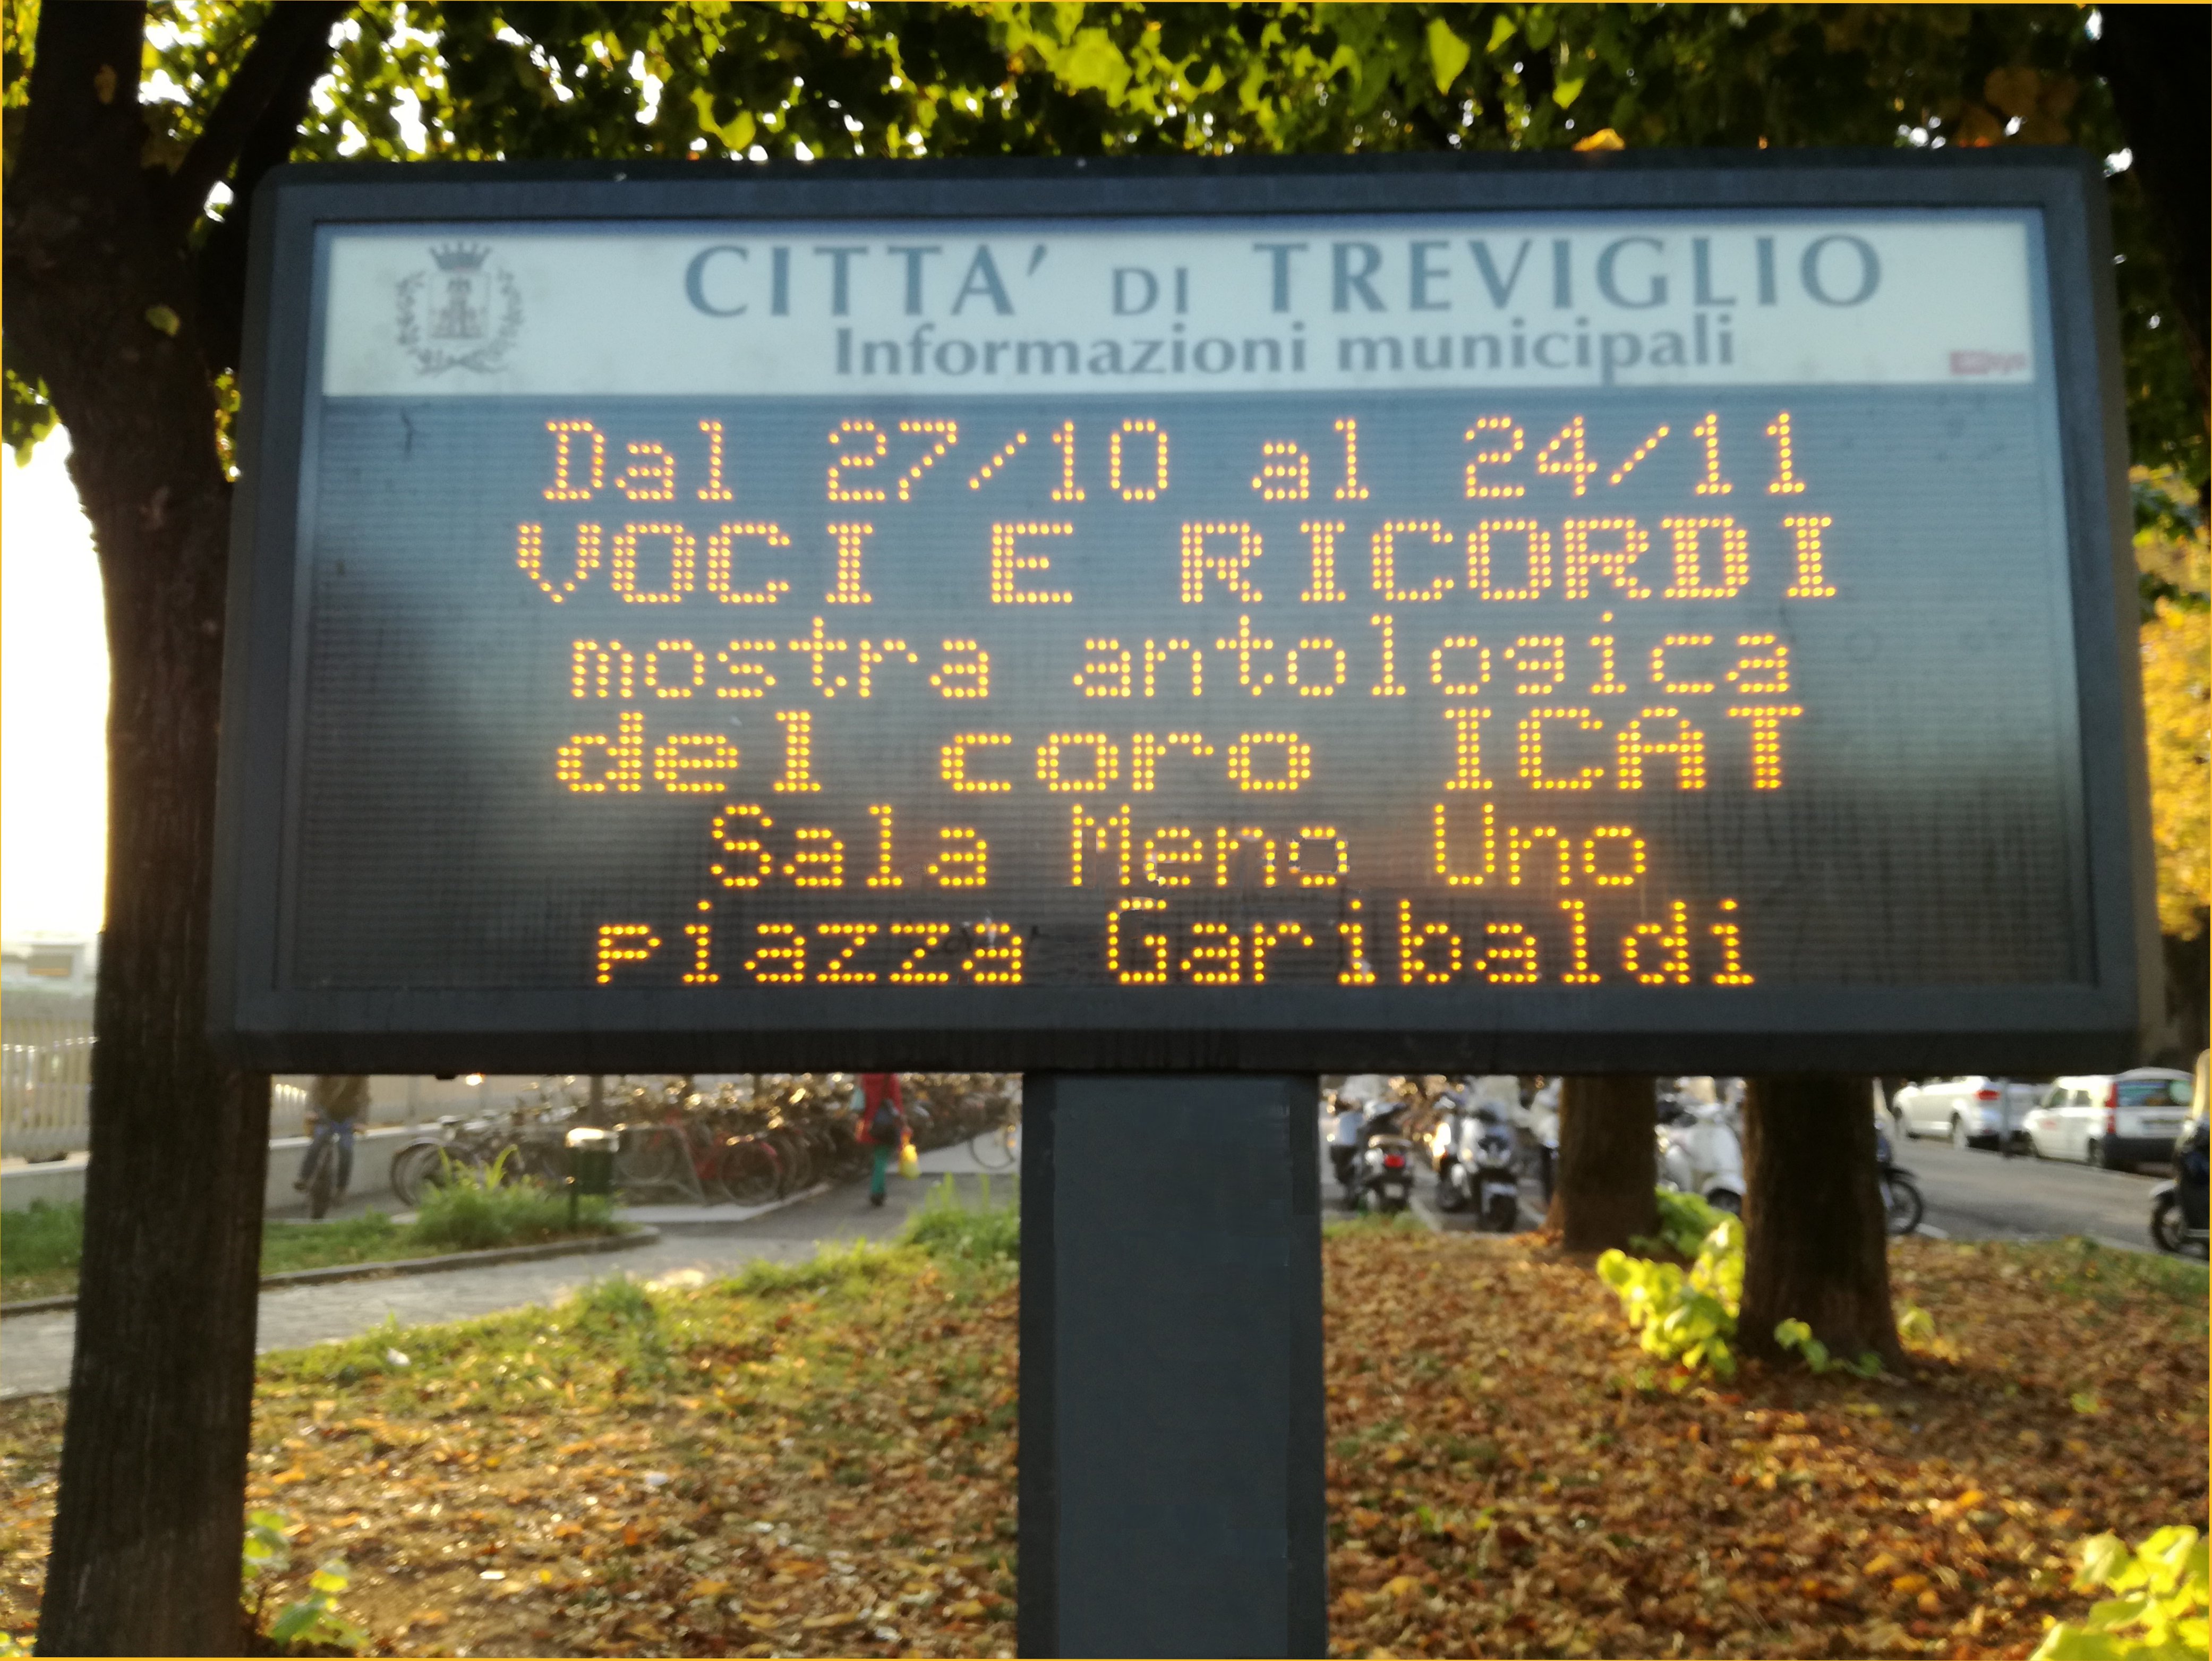 CITTA' DI TREVIGLIO
Informazioni municipali
Dal 27/10 al 24/11
VOCI E RICORDI
mostra antologica
del coro ICAT
Sala Meno Uno
piazza Garibaldi